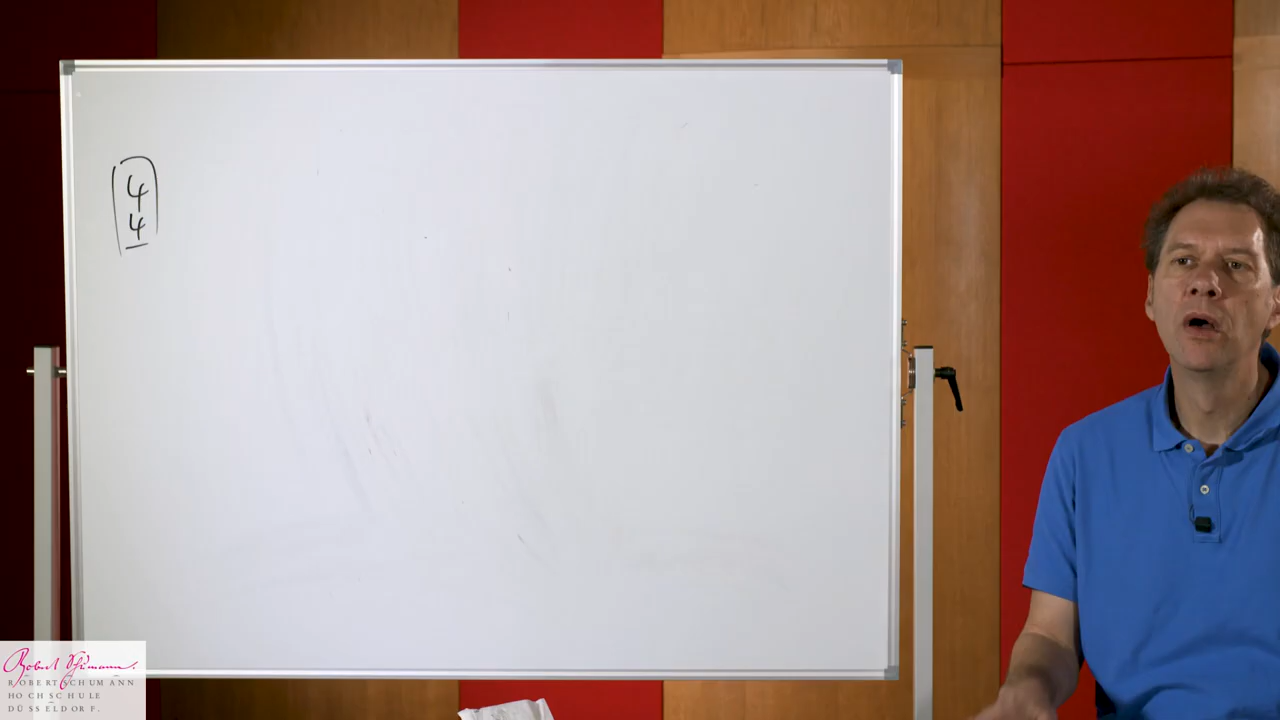 4
4
Robert Schumann.
ROBERT SCHUMANN
HOCHSCHULE
DÜSSELDORF.